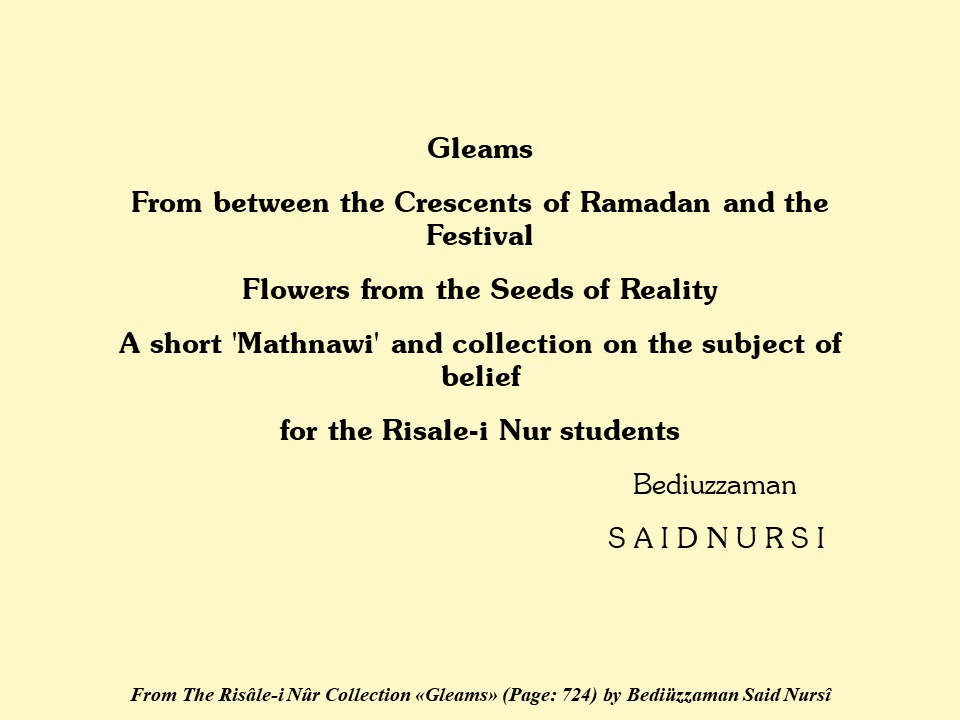 Gleams
From between the Crescents of Ramadan and the
Festival
Flowers from the Seeds of Reality
A short 'Mathnawi' and collection on the subject of
belief
for the Risale-i Nur students
Bediuzzaman
S A I D N U R S I
From The Risâle-i Nûr Collection «Gleams» (Page: 724) by Bediüzzaman Said Nursî